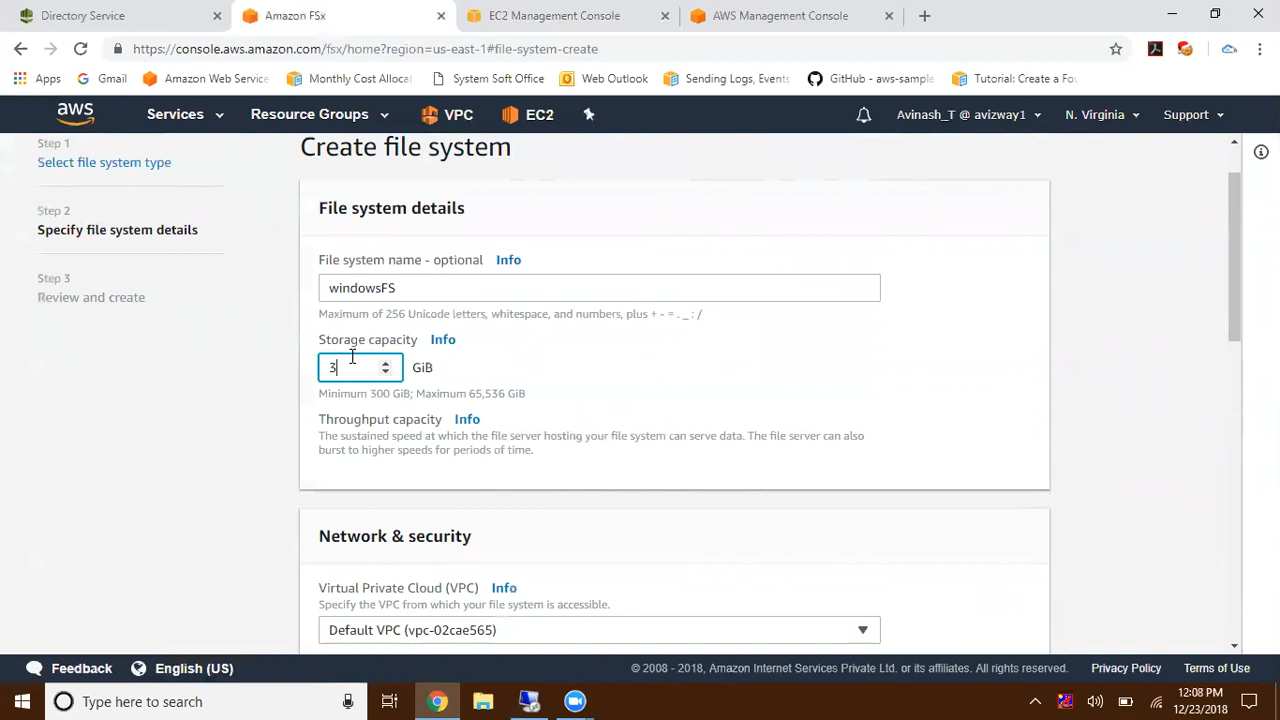 Directory Service
Amazon FSx
EC2 Management Console
AWS Management Console
https://console.aws.amazon.com/fsx/home?region=us-east-1#file-system-create
Apps
Gmail
Amazon Web Service
Monthly Cost Allocat
System Soft Office
Web Outlook
Sending Logs, Events
GitHub - aws-sample
Tutorial: Create a Fou
aws
Services
Resource Groups
VPC
EC2
Avinash_T @ avizway1
N. Virginia
Support
Step 1
Select file system type
Step 2
Specify file system details
Step 3
Review and create
Create file system
File system details
File system name - optional Info
windowsFS
Maximum of 256 Unicode letters, whitespace, and numbers, plus + - = . _ : /
Storage capacity Info
3 GiB
Minimum 300 GiB; Maximum 65,536 GiB
Throughput capacity Info
The sustained speed at which the file server hosting your file system can serve data. The file server can also
burst to higher speeds for periods of time.
Network & security
Virtual Private Cloud (VPC) Info
Specify the VPC from which your file system is accessible.
Default VPC (vpc-02cae565)
Feedback
English (US)
© 2008 - 2018, Amazon Internet Services Private Ltd. or its affiliates. All rights reserved.
Privacy Policy
Terms of Use
Type here to search
12:08 PM
12/23/2018